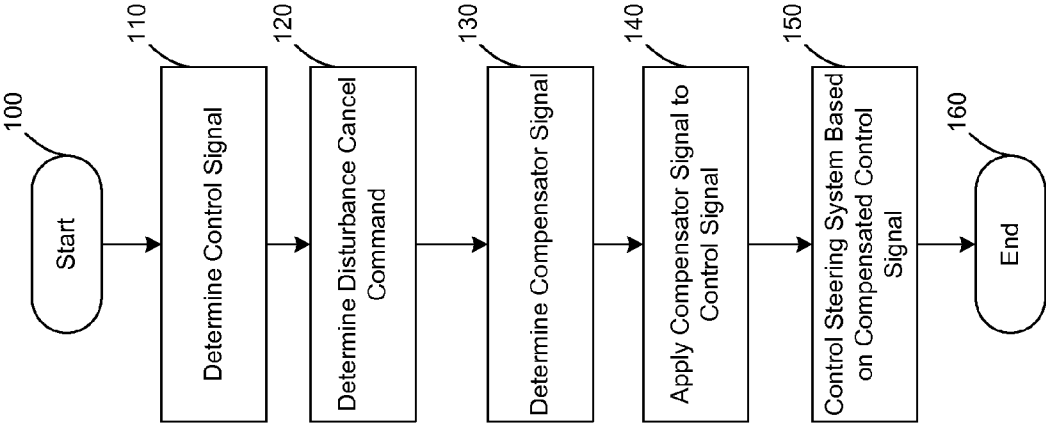 100
Start
110
Determine Control Signal
120
Determine Disturbance Cancel
Command
130
Determine Compensator Signal
140
Apply Compensator Signal to
Control Signal
150
Control Steering System Based
on Compensated Control
Signal
160
End